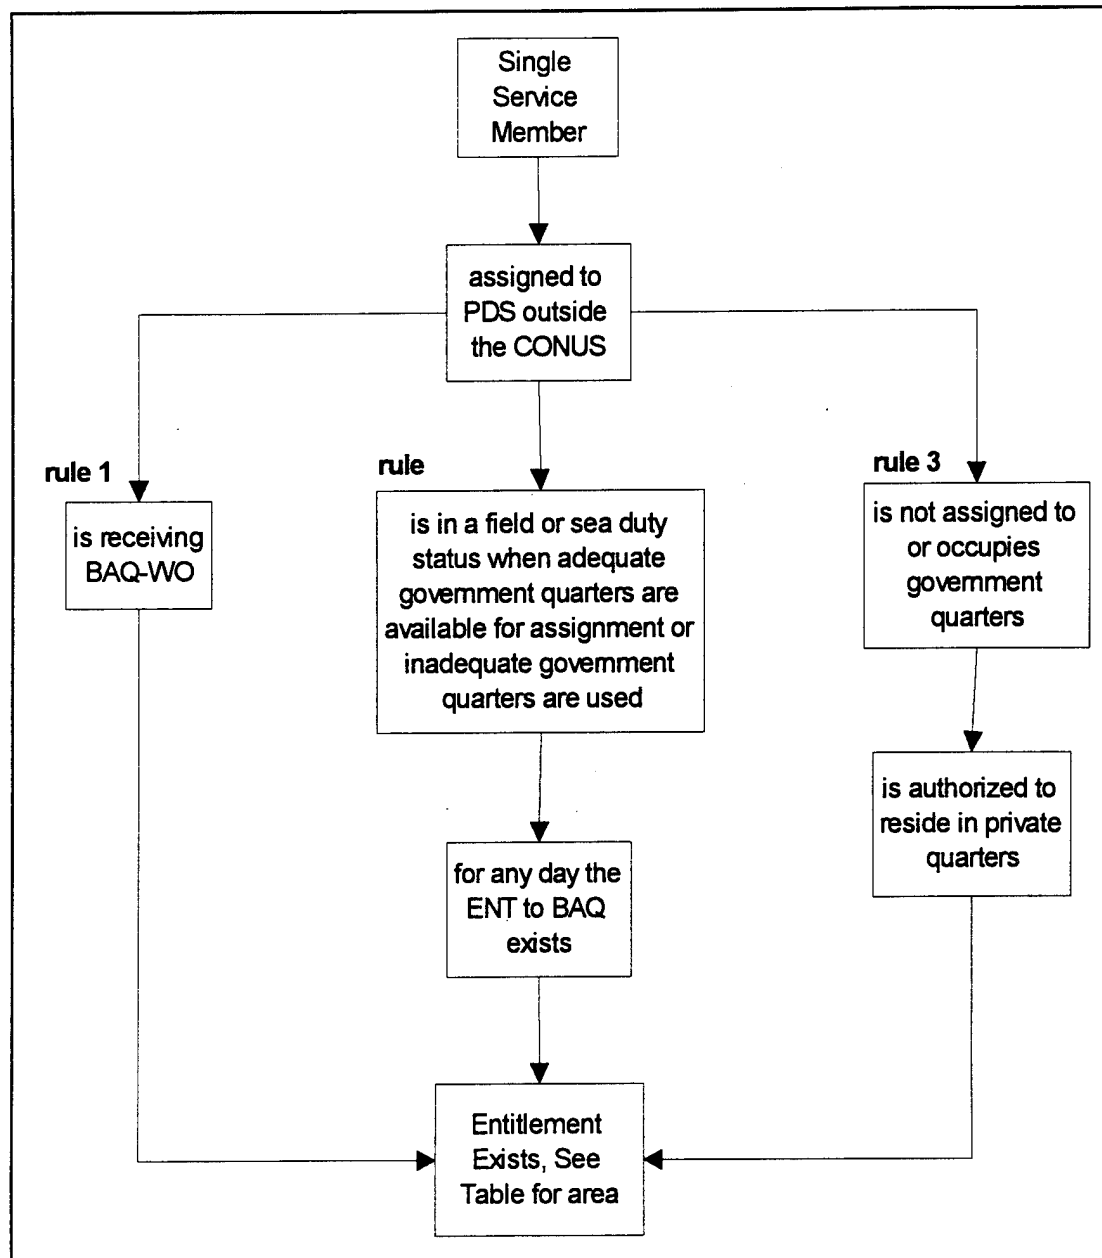 Single
Service
Member
assigned to
PDS outside
the CONUS
rule 1
is receiving
BAQ-WO
rule
is in a field or sea duty
status when adequate
government quarters are
available for assignment or
inadequate government
quarters are used
for any day the
ENT to BAQ
exists
rule 3
is not assigned to
or occupies
government
quarters
is authorized to
reside in private
quarters
Entitlement
Exists, See
Table for area